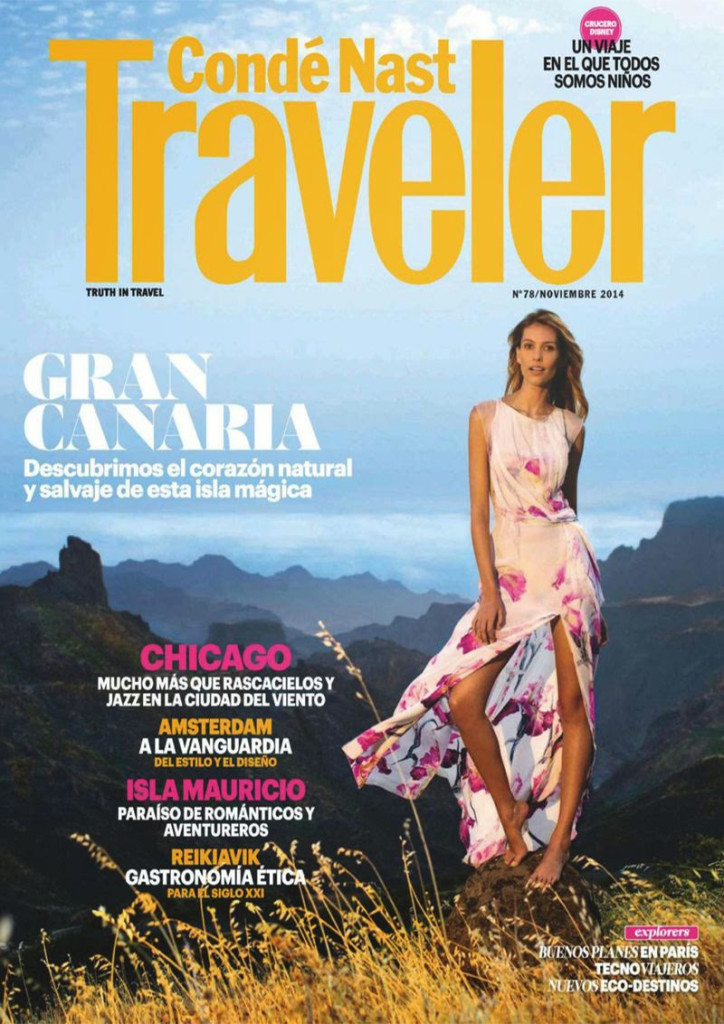 CRUCERO
DISNEY
UN VIAJE
EN EL QUE TODOS
SOMOS NIÑOS
Condé Nast
Traveler
TRUTH IN TRAVEL
Nº78/NOVIEMBRE 2014
GRAN
CANARIA
Descubrimos el corazón natural
y salvaje de esta isla mágica
CHICAGO
MUCHO MÁS QUE RASCACIELOS Y
JAZZ EN LA CIUDAD DEL VIENTO
AMSTERDAM
A LA VANGUARDIA
DEL ESTILO Y EL DISEÑO
ISLA MAURICIO
PARAÍSO DE ROMÁNTICOS Y
AVENTUREROS
REIKIAVIK
GASTRONOMÍA ÉTICA
PARA EL SIGLO XXI
explorers
BUENOS PLANES EN PARÍS
TECNOVIAJEROS
NUEVOS ECO-DESTINOS